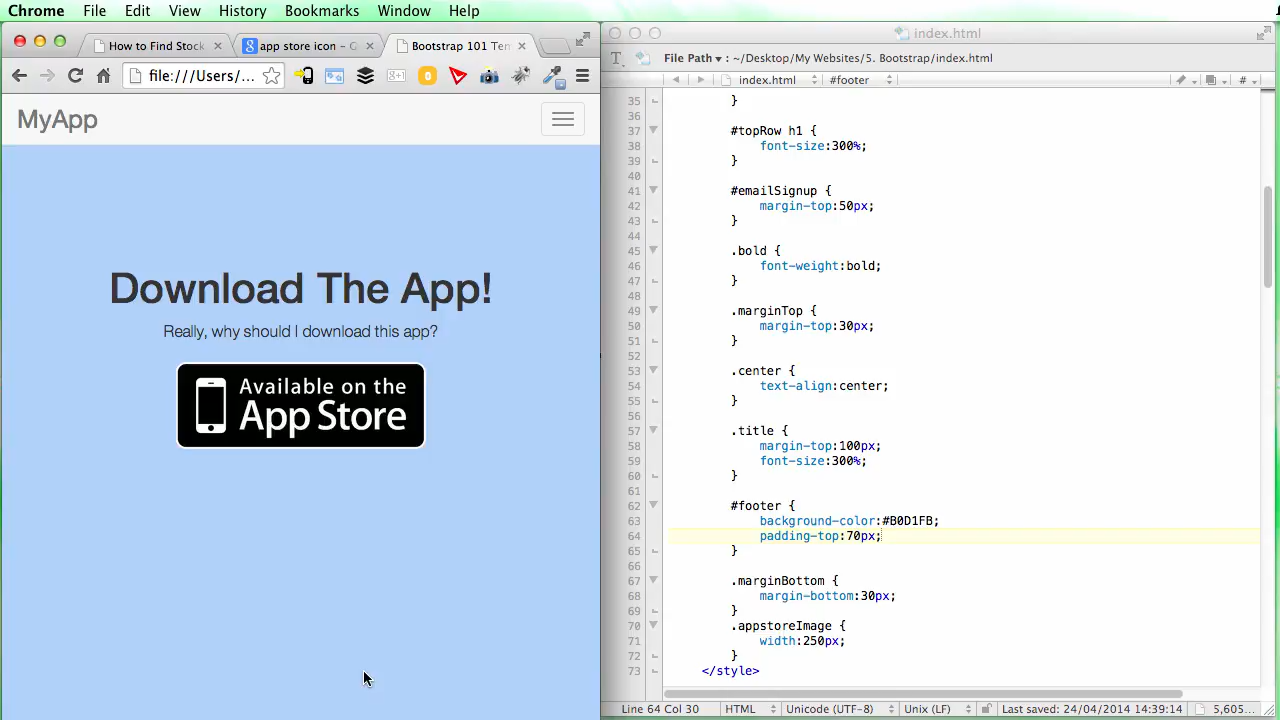 Chrome File Edit View History Bookmarks Window Help
How to Find Stoc
app store icon – G
Bootstrap 101 Tem
file:///Users/...
MyApp
Download The App!
Really, why should I download this app?
Available on the
App Store
index.html
File Path ▾ : ~/Desktop/My Websites/5. Bootstrap/index.html
index.html #footer #
35 }
36
37 #topRow h1 {
38 font-size:300%;
39 }
40
41 #emailSignup {
42 margin-top:50px;
43 }
44
45 .bold {
46 font-weight:bold;
47 }
48
49 .marginTop {
50 margin-top:30px;
51 }
52
53 .center {
54 text-align:center;
55 }
56
57 .title {
58 margin-top:100px;
59 font-size:300%;
60 }
61
62 #footer {
63 background-color:#B0D1FB;
64 padding-top:70px;
65 }
66
67 .marginBottom {
68 margin-bottom:30px;
69 }
70 .appstoreImage {
71 width:250px;
72 }
73 </style>
Line 64 Col 30 HTML Unicode (UTF-8) Unix (LF) Last saved: 24/04/2014 14:39:14 5,605...